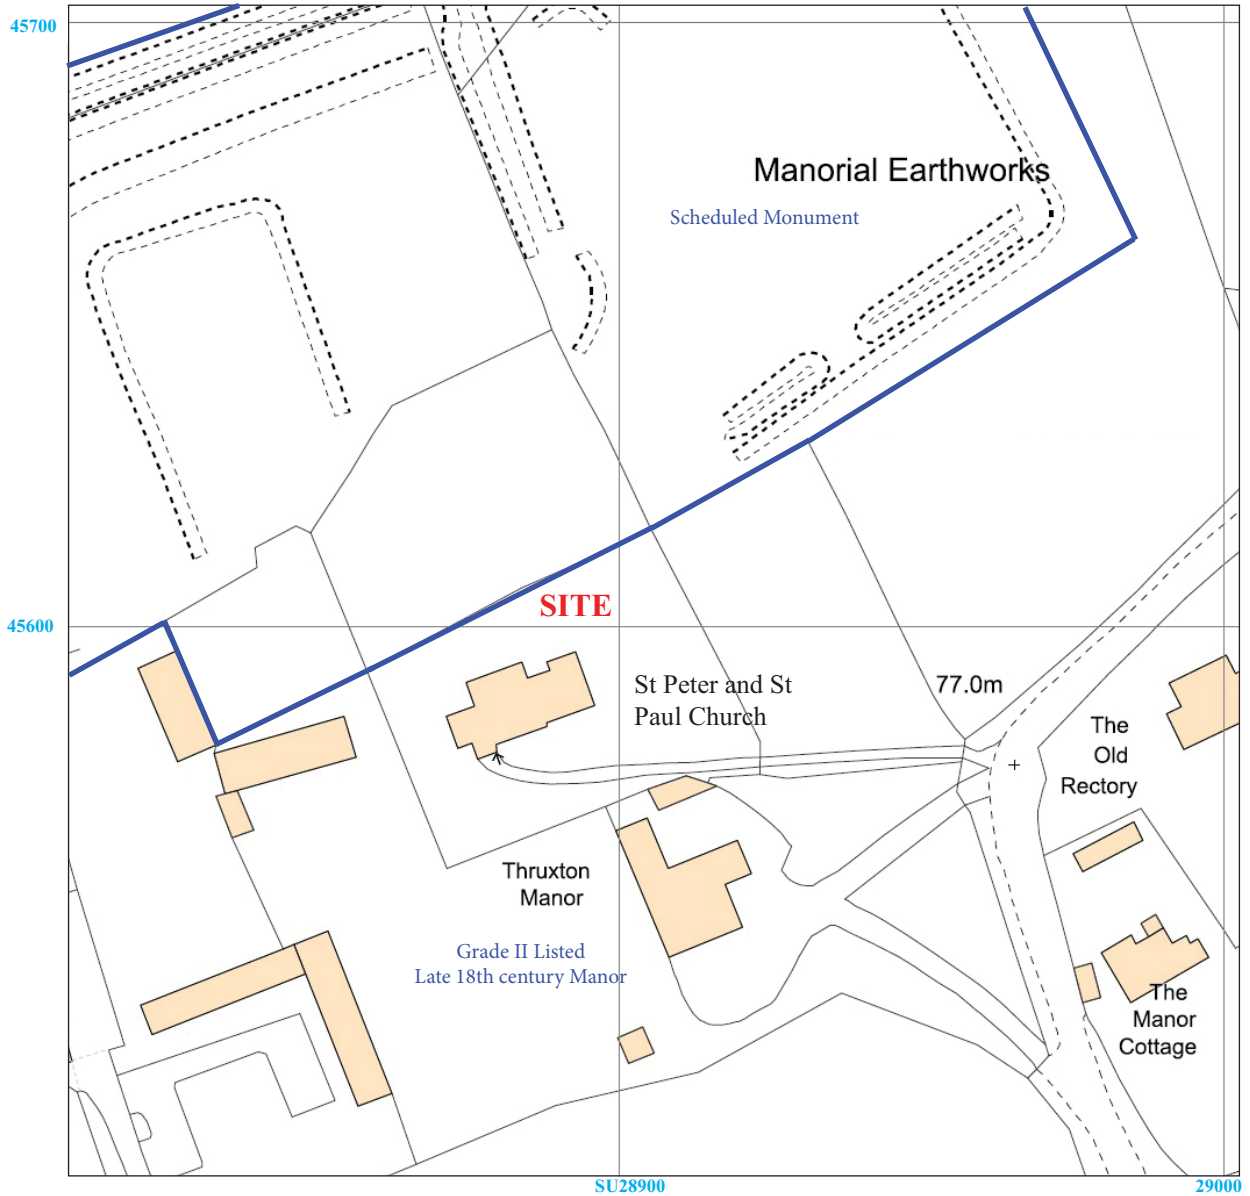 45700
Manorial Earthworks
Scheduled Monument
45600
SITE
St Peter and St
Paul Church
77.0m
The
Old
Rectory
Thruxton
Manor
Grade II Listed
Late 18th century Manor
The
Manor
Cottage
SU28900
29000